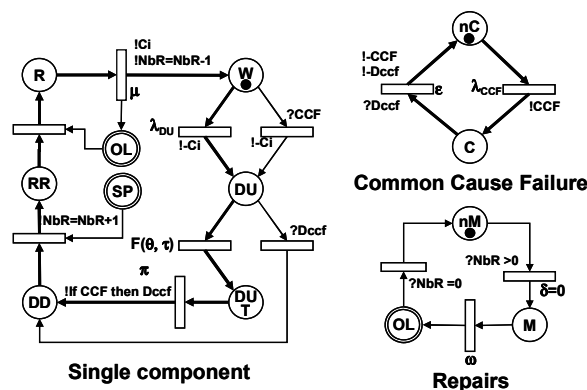 !Ci
!NbR=NbR-1
R
μ
W
OL
λDU
!-Ci
?CCF
!-Ci
RR
SP
DU
NbR=NbR+1
F(θ, τ)
?Dccf
π
DD
!If CCF then Dccf
DU
T
Single component
nC
!-CCF
!-Dccf
?Dccf
ε
λCCF
!CCF
C
Common Cause Failure
nM
?NbR >0
?NbR =0
δ=0
OL
M
ω
Repairs